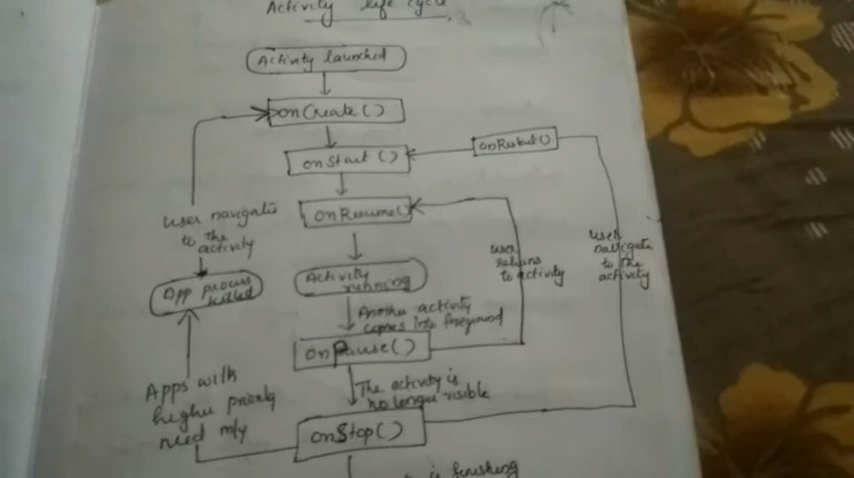 Activity life cycle
Activity launched
onCreate()
onStart()
onRestart()
onResume()
user navigate
to the
activity
user
returns
to activity
user
navigate
to the
activity
App process
killed
Activity
running
Another activity
comes into foreground
onPause()
The activity is
no longer visible
Apps with
higher priority
need m/y
onStop()
is finishing